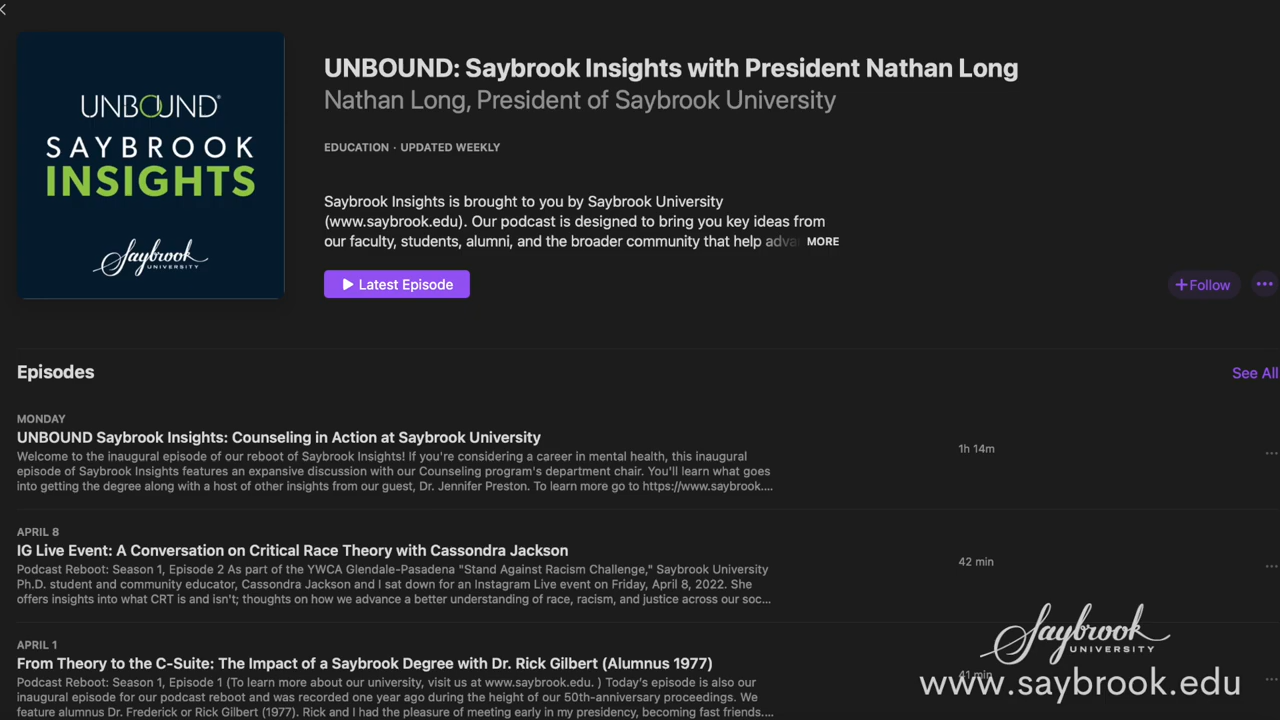 UNBOUND®
SAYBROOK
INSIGHTS
Saybrook
UNIVERSITY
UNBOUND: Saybrook Insights with President Nathan Long
Nathan Long, President of Saybrook University
EDUCATION · UPDATED WEEKLY
Saybrook Insights is brought to you by Saybrook University
(www.saybrook.edu). Our podcast is designed to bring you key ideas from
our faculty, students, alumni, and the broader community that help adva MORE
Latest Episode
+Follow
Episodes
See All
MONDAY
UNBOUND Saybrook Insights: Counseling in Action at Saybrook University
Welcome to the inaugural episode of our reboot of Saybrook Insights! If you're considering a career in mental health, this inaugural
episode of Saybrook Insights features an expansive discussion with our Counseling program's department chair. You'll learn what goes
into getting the degree along with a host of other insights from our guest, Dr. Jennifer Preston. To learn more go to https://www.saybrook....
1h 14m
APRIL 8
IG Live Event: A Conversation on Critical Race Theory with Cassondra Jackson
Podcast Reboot: Season 1, Episode 2 As part of the YWCA Glendale-Pasadena "Stand Against Racism Challenge," Saybrook University
Ph.D. student and community educator, Cassondra Jackson and I sat down for an Instagram Live event on Friday, April 8, 2022. She
offers insights into what CRT is and isn't; thoughts on how we advance a better understanding of race, racism, and justice across our soc...
42 min
APRIL 1
From Theory to the C-Suite: The Impact of a Saybrook Degree with Dr. Rick Gilbert (Alumnus 1977)
Podcast Reboot: Season 1, Episode 1 (To learn more about our university, visit us at www.saybrook.edu. ) Today's episode is also our
inaugural episode for our podcast reboot and was recorded one year ago during the height of our 50th-anniversary proceedings. We
feature alumnus Dr. Frederick or Rick Gilbert (1977). Rick and I had the pleasure of meeting early in my presidency, becoming fast friends....
41 min
Saybrook
UNIVERSITY
www.saybrook.edu